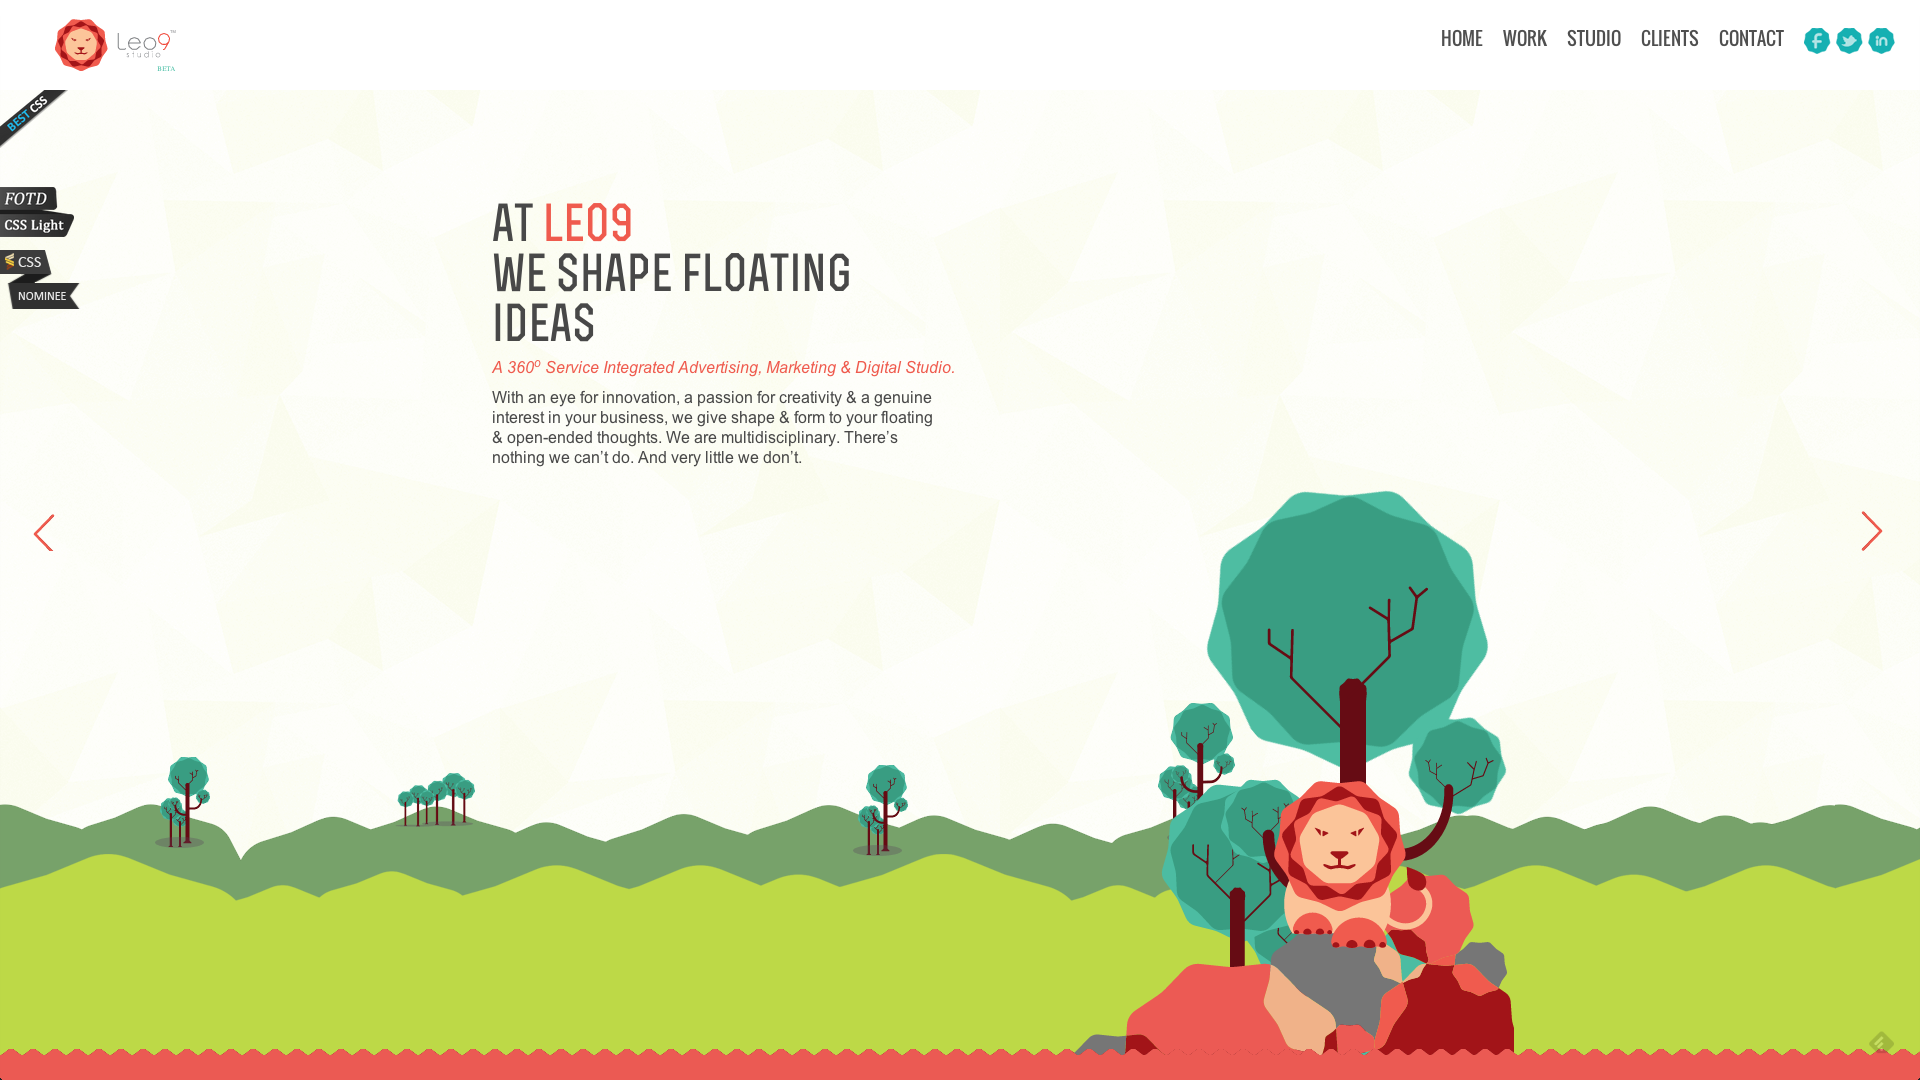 Leo9™
studio
BETA
HOME WORK STUDIO CLIENTS CONTACT
BEST CSS
FOTD
CSS Light
CSS
NOMINEE
AT LEO9
WE SHAPE FLOATING
IDEAS
A 360º Service Integrated Advertising, Marketing & Digital Studio.
With an eye for innovation, a passion for creativity & a genuine
interest in your business, we give shape & form to your floating
& open-ended thoughts. We are multidisciplinary. There’s
nothing we can’t do. And very little we don’t.